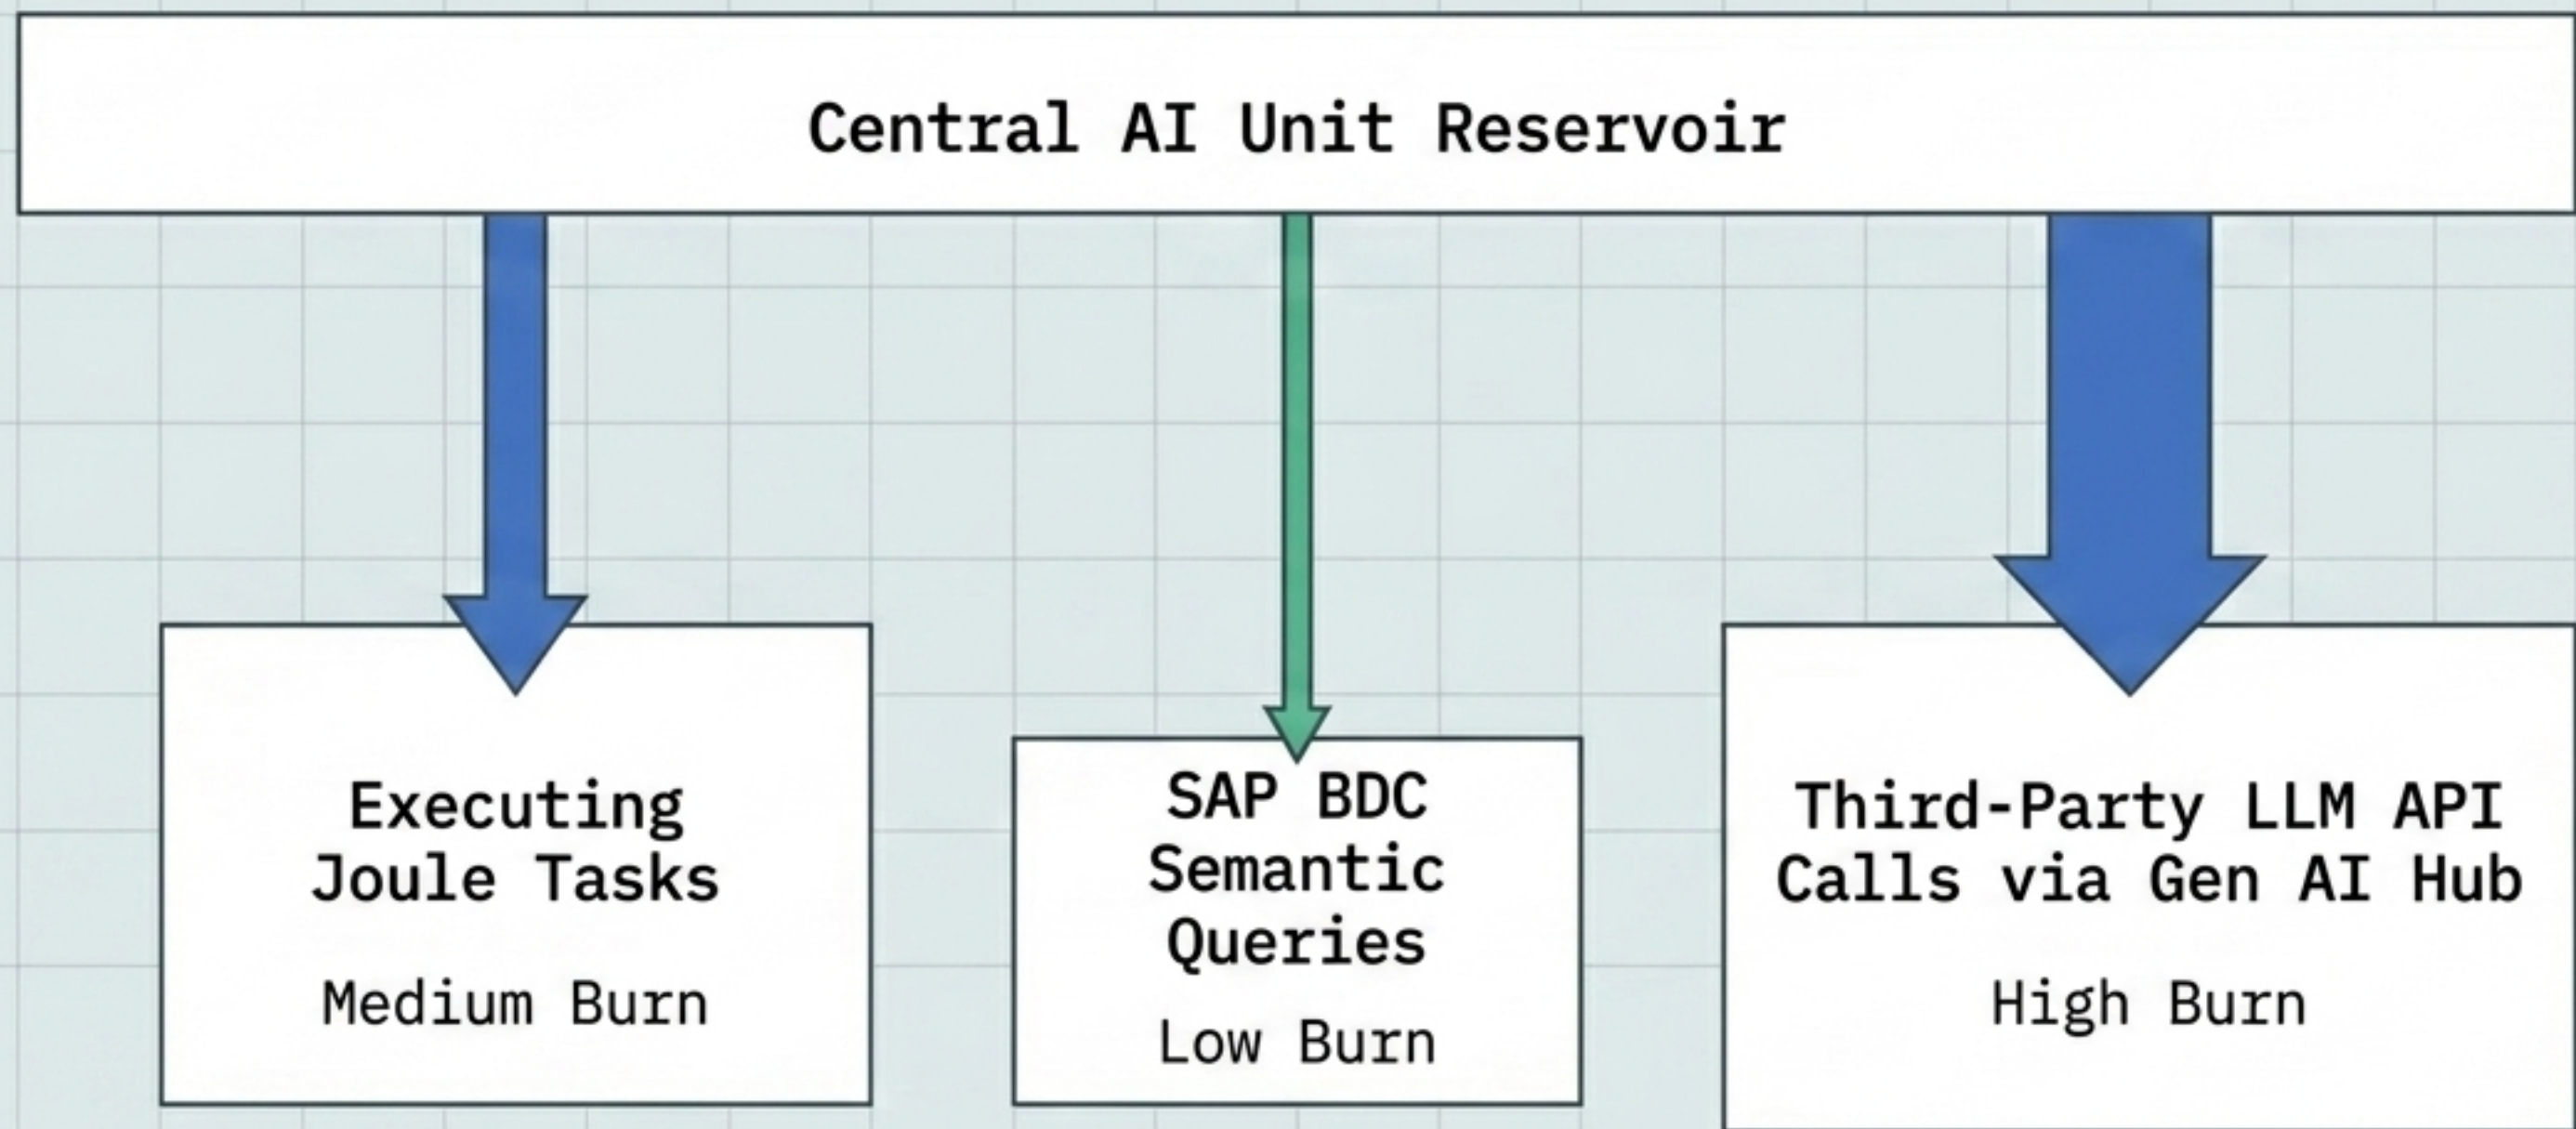 Central AI Unit Reservoir
Executing
Joule Tasks
Medium Burn
SAP BDC
Semantic
Queries
Low Burn
Third-Party LLM API
Calls via Gen AI Hub
High Burn